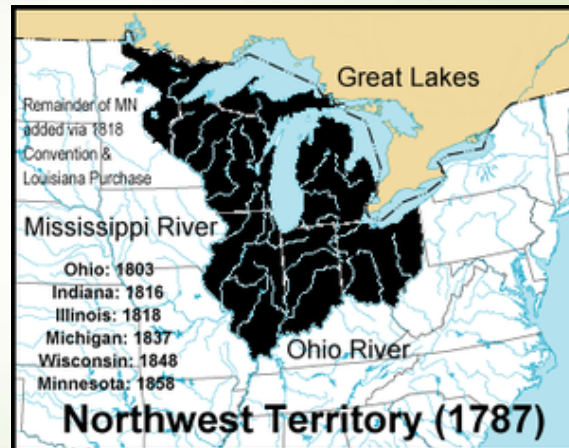 Great Lakes
Remainder of MN
added via 1818
Convention &
Louisiana Purchase
Mississippi River
Ohio: 1803
Indiana: 1816
Illinois: 1818
Michigan: 1837
Wisconsin: 1848
Minnesota: 1858
Ohio River
Northwest Territory (1787)